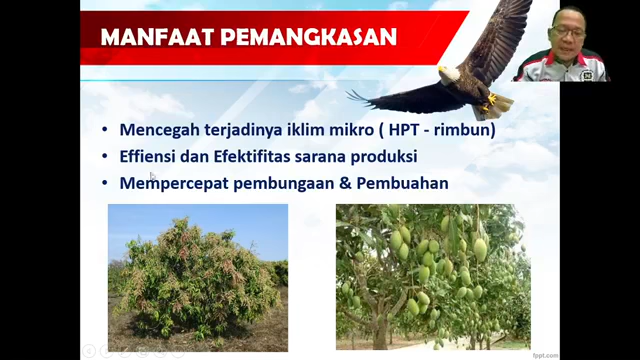 MANFAAT PEMANGKASAN
• Mencegah terjadinya iklim mikro ( HPT - rimbun)
• Effiensi dan Efektifitas sarana produksi
• Mempercepat pembungaan & Pembuahan
fppt.com